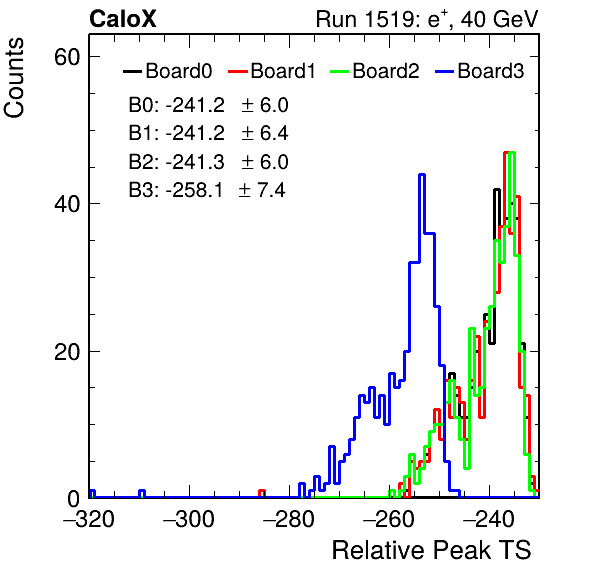 CaloX Run 1519: e⁺, 40 GeV
Counts
60
Board0 Board1 Board2 Board3
B0: -241.2 ± 6.0
B1: -241.2 ± 6.4
B2: -241.3 ± 6.0
B3: -258.1 ± 7.4
40
20
0
−320 −300 −280 −260 −240
Relative Peak TS